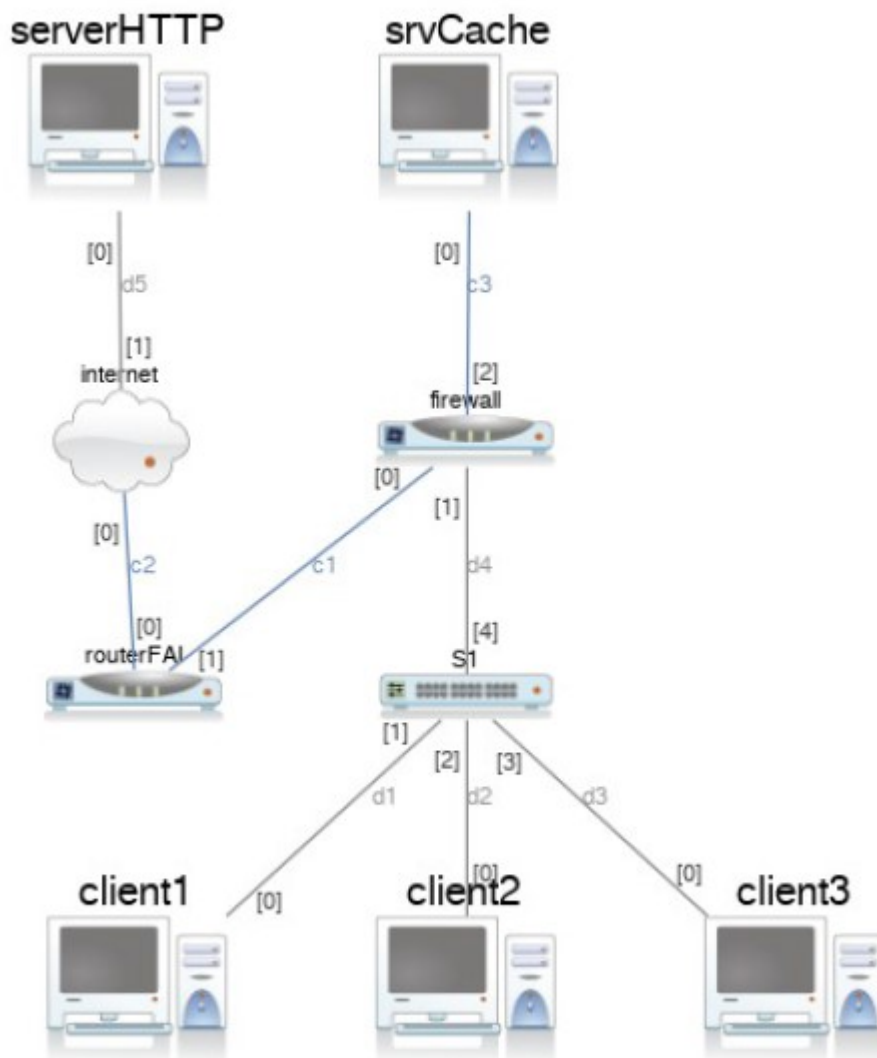 serverHTTP
srvCache
[0]
[0]
d5
c3
[1]
[2]
internet
firewall
[0]
[1]
[0]
c2
c1
d4
[0]
[4]
routerFAI
[1]
S1
[1]
[2]
[3]
d1
d2
d3
[0]
[0]
[0]
client1
client2
client3